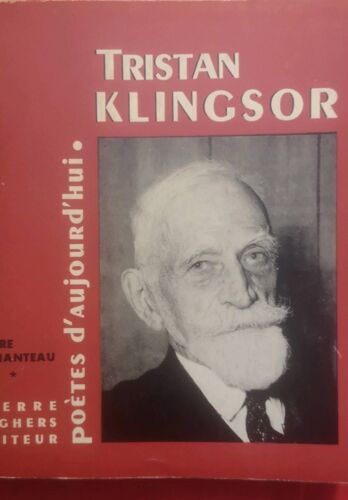 TRISTAN
KLINGSOR
POÈTES d'AUJOURd'hui •
RE
HANTEAU
*
ERRE
GHERS
ITEUR